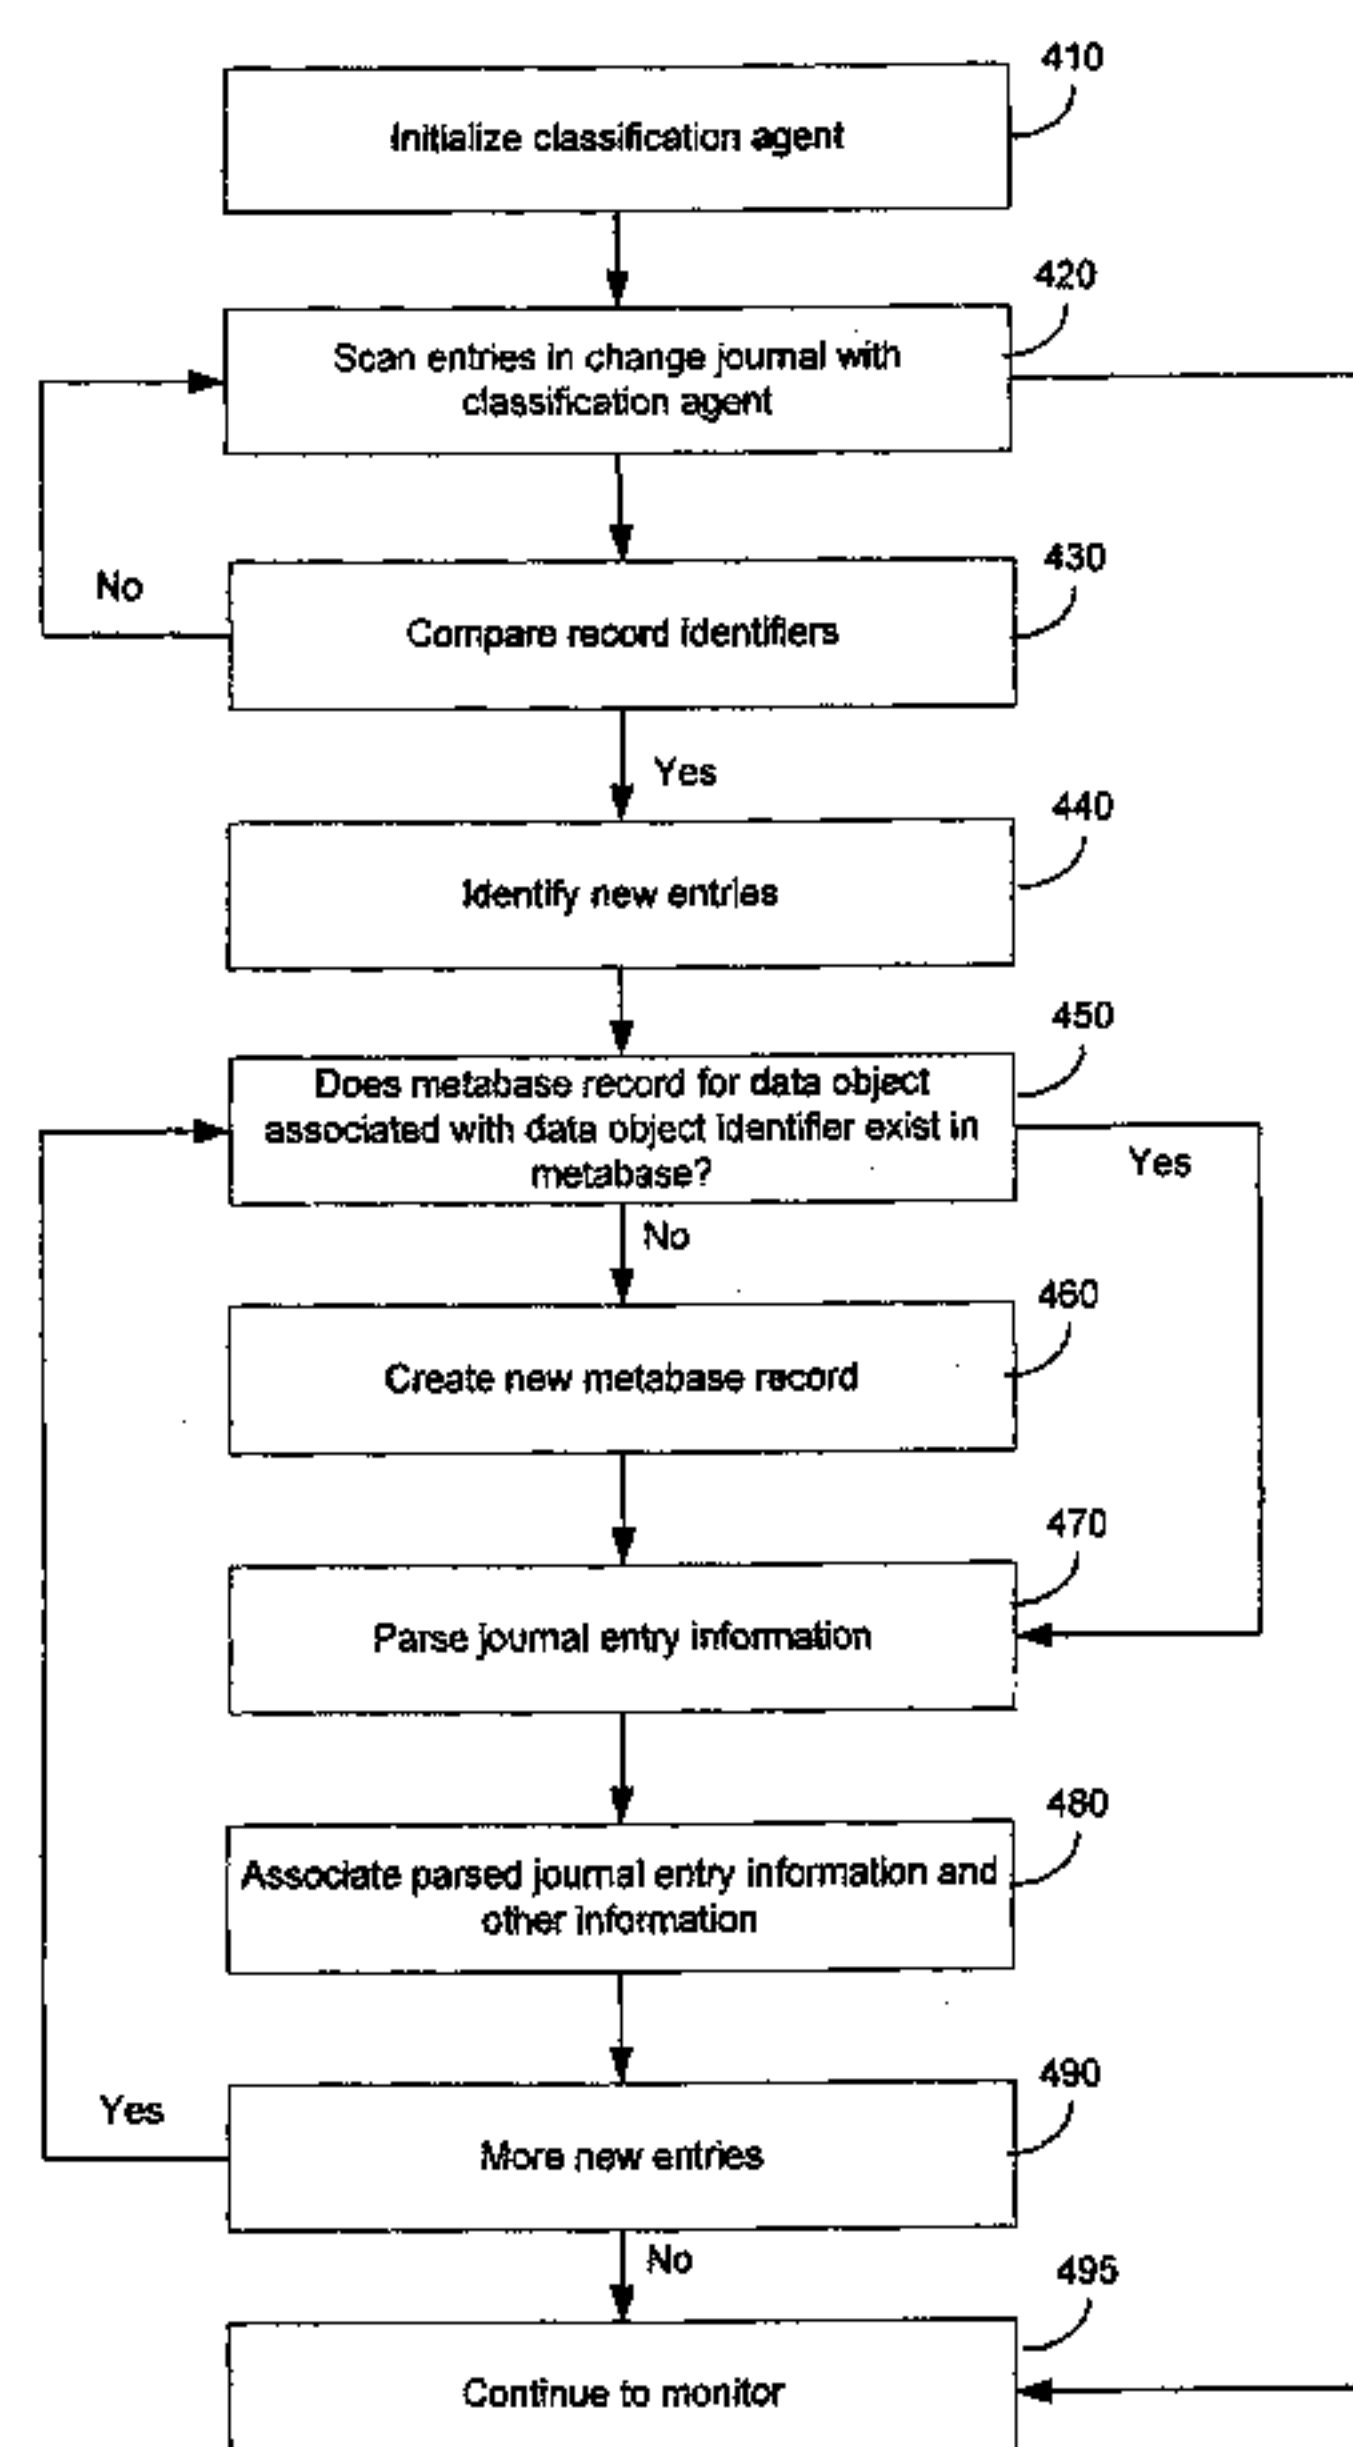 410
Initialize classification agent
420
Scan entries in change journal with
classification agent
No
430
Compare record identifiers
Yes
440
Identify new entries
450
Does metabase record for data object
associated with data object identifier exist in
metabase?
Yes
No
460
Create new metabase record
470
Parse journal entry information
480
Associate parsed journal entry information and
other information
490
Yes
More new entries
No
495
Continue to monitor